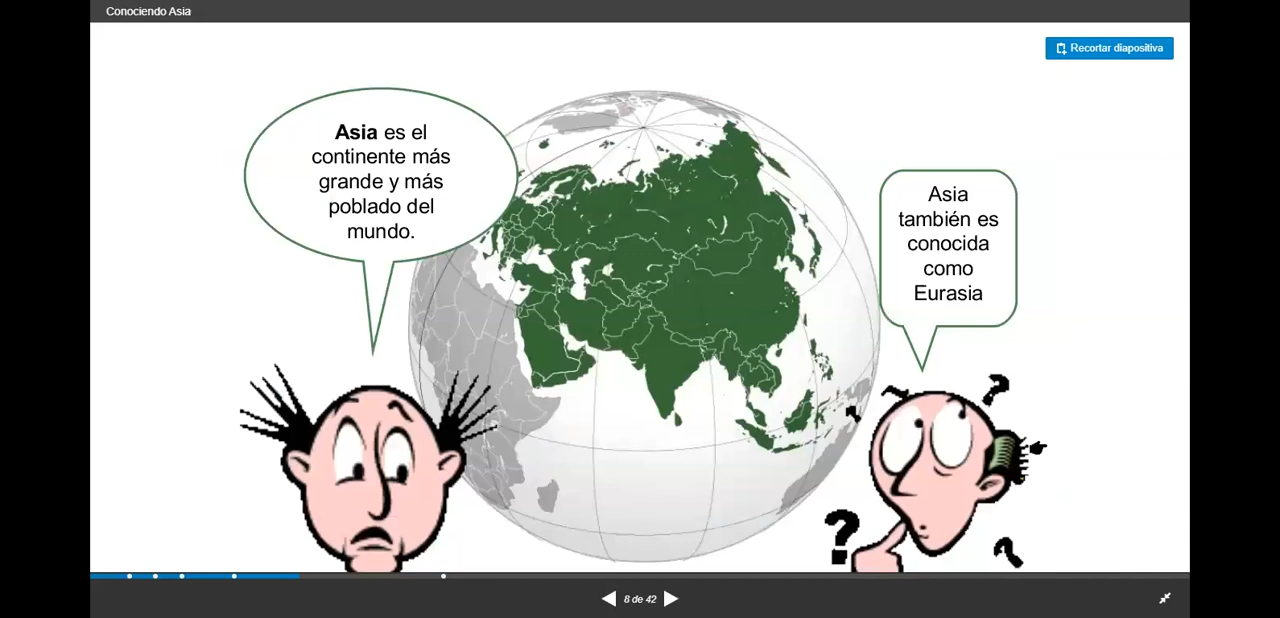 Conociendo Asia
Recortar diapositiva
Asia es el
continente más
grande y más
poblado del
mundo.
Asia
también es
conocida
como
Eurasia
?
?
?
8 de 42